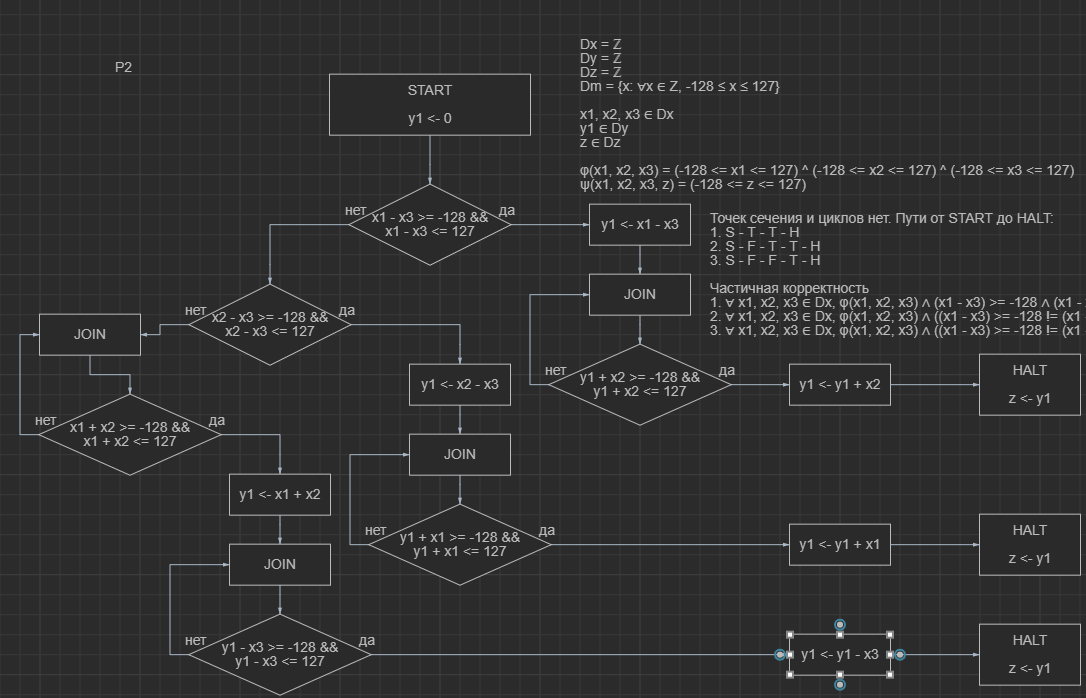 P2
Dx = Z
Dy = Z
Dz = Z
Dm = {x: ∀x ∈ Z, -128 ≤ x ≤ 127}
x1, x2, x3 ∈ Dx
y1 ∈ Dy
z ∈ Dz
φ(x1, x2, x3) = (-128 <= x1 <= 127) ^ (-128 <= x2 <= 127) ^ (-128 <= x3 <= 127)
ψ(x1, x2, x3, z) = (-128 <= z <= 127)
Точек сечения и циклов нет. Пути от START до HALT:
1. S - T - T - H
2. S - F - T - T - H
3. S - F - F - T - H
Частичная корректность
1. ∀ x1, x2, x3 ∈ Dx, φ(x1, x2, x3) ∧ (x1 - x3) >= -128 ∧ (x1 -
2. ∀ x1, x2, x3 ∈ Dx, φ(x1, x2, x3) ∧ ((x1 - x3) >= -128 != (x1
3. ∀ x1, x2, x3 ∈ Dx, φ(x1, x2, x3) ∧ ((x1 - x3) >= -128 != (x1
START
y1 <- 0
нет
x1 - x3 >= -128 &&
x1 - x3 <= 127
да
y1 <- x1 - x3
JOIN
нет
x2 - x3 >= -128 &&
x2 - x3 <= 127
да
JOIN
нет
y1 + x2 >= -128 &&
y1 + x2 <= 127
да
y1 <- y1 + x2
HALT
z <- y1
y1 <- x2 - x3
нет
x1 + x2 >= -128 &&
x1 + x2 <= 127
да
JOIN
y1 <- x1 + x2
нет
y1 + x1 >= -128 &&
y1 + x1 <= 127
да
y1 <- y1 + x1
HALT
z <- y1
JOIN
нет
y1 - x3 >= -128 &&
y1 - x3 <= 127
да
y1 <- y1 - x3
HALT
z <- y1